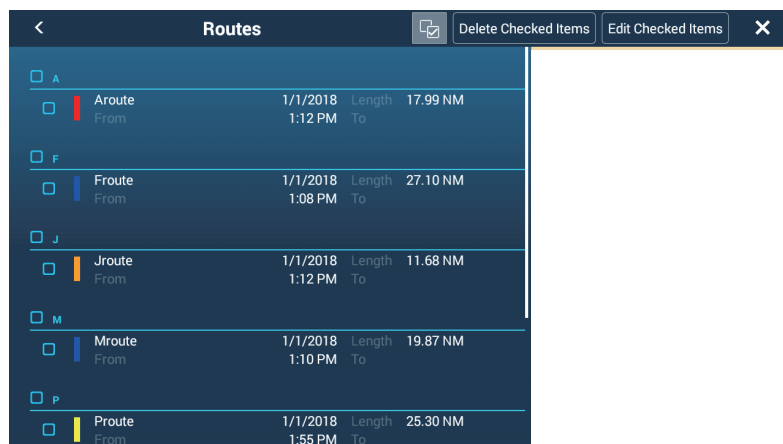 Routes Delete Checked Items Edit Checked Items
A
Aroute 1/1/2018 Length 17.99 NM
From 1:12 PM To
F
Froute 1/1/2018 Length 27.10 NM
From 1:08 PM To
J
Jroute 1/1/2018 Length 11.68 NM
From 1:12 PM To
M
Mroute 1/1/2018 Length 19.87 NM
From 1:10 PM To
P
Proute 1/1/2018 Length 25.30 NM
From 1:55 PM To